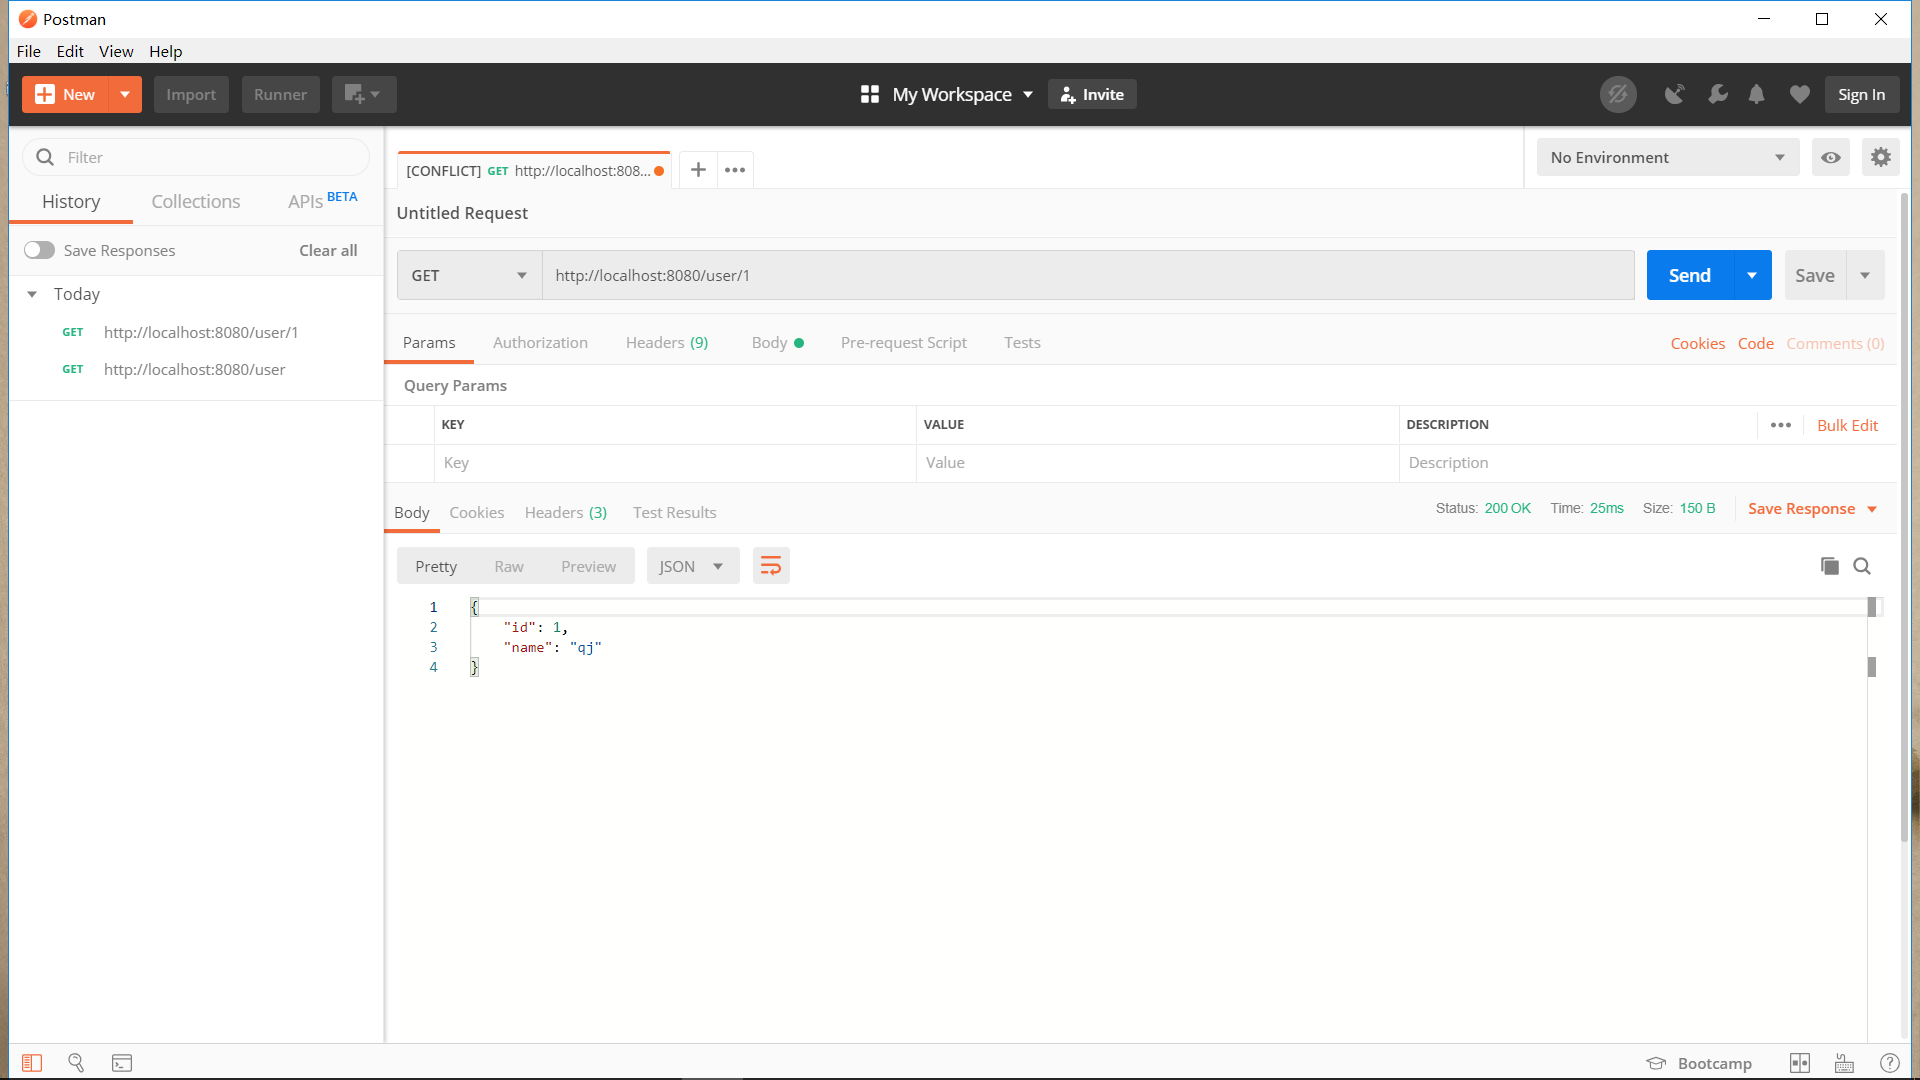 Postman
File Edit View Help
New Import Runner My Workspace Invite Sign In
Filter
History Collections APIs BETA
Save Responses Clear all
Today
GET http://localhost:8080/user/1
GET http://localhost:8080/user
[CONFLICT] GET http://localhost:808...
No Environment
Untitled Request
GET http://localhost:8080/user/1 Send Save
Params Authorization Headers (9) Body Pre-request Script Tests Cookies Code Comments (0)
Query Params
KEY VALUE DESCRIPTION Bulk Edit
Key Value Description
Body Cookies Headers (3) Test Results Status: 200 OK Time: 25ms Size: 150 B Save Response
Pretty Raw Preview JSON
1 {
2 "id": 1,
3 "name": "qj"
4 }
Bootcamp